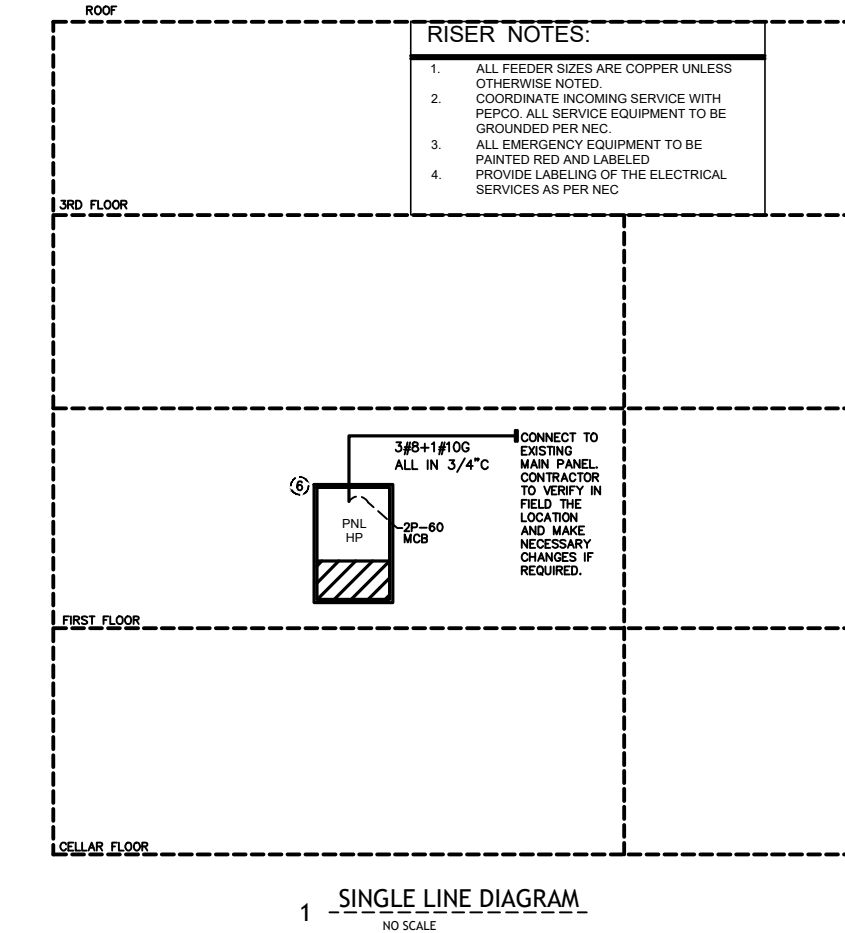 ROOF
RISER NOTES:
1. ALL FEEDER SIZES ARE COPPER UNLESS
OTHERWISE NOTED.
2. COORDINATE INCOMING SERVICE WITH
PEPCO. ALL SERVICE EQUIPMENT TO BE
GROUNDED PER NEC.
3. ALL EMERGENCY EQUIPMENT TO BE
PAINTED RED AND LABELED
4. PROVIDE LABELING OF THE ELECTRICAL
SERVICES AS PER NEC
3RD FLOOR
3#8+1#10G
ALL IN 3/4"C
CONNECT TO
EXISTING
MAIN PANEL.
CONTRACTOR
TO VERIFY IN
FIELD THE
LOCATION
AND MAKE
NECESSARY
CHANGES IF
REQUIRED.
6
PNL
HP
2P-60
MCB
FIRST FLOOR
CELLAR FLOOR
1 SINGLE LINE DIAGRAM
NO SCALE